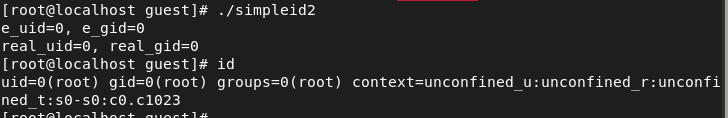 [root@localhost guest]# ./simpleid2
e_uid=0, e_gid=0
real_uid=0, real_gid=0
[root@localhost guest]# id
uid=0(root) gid=0(root) groups=0(root) context=unconfined_u:unconfined_r:unconfi
ned_t:s0-s0:c0.c1023
[root@localhost guest]#